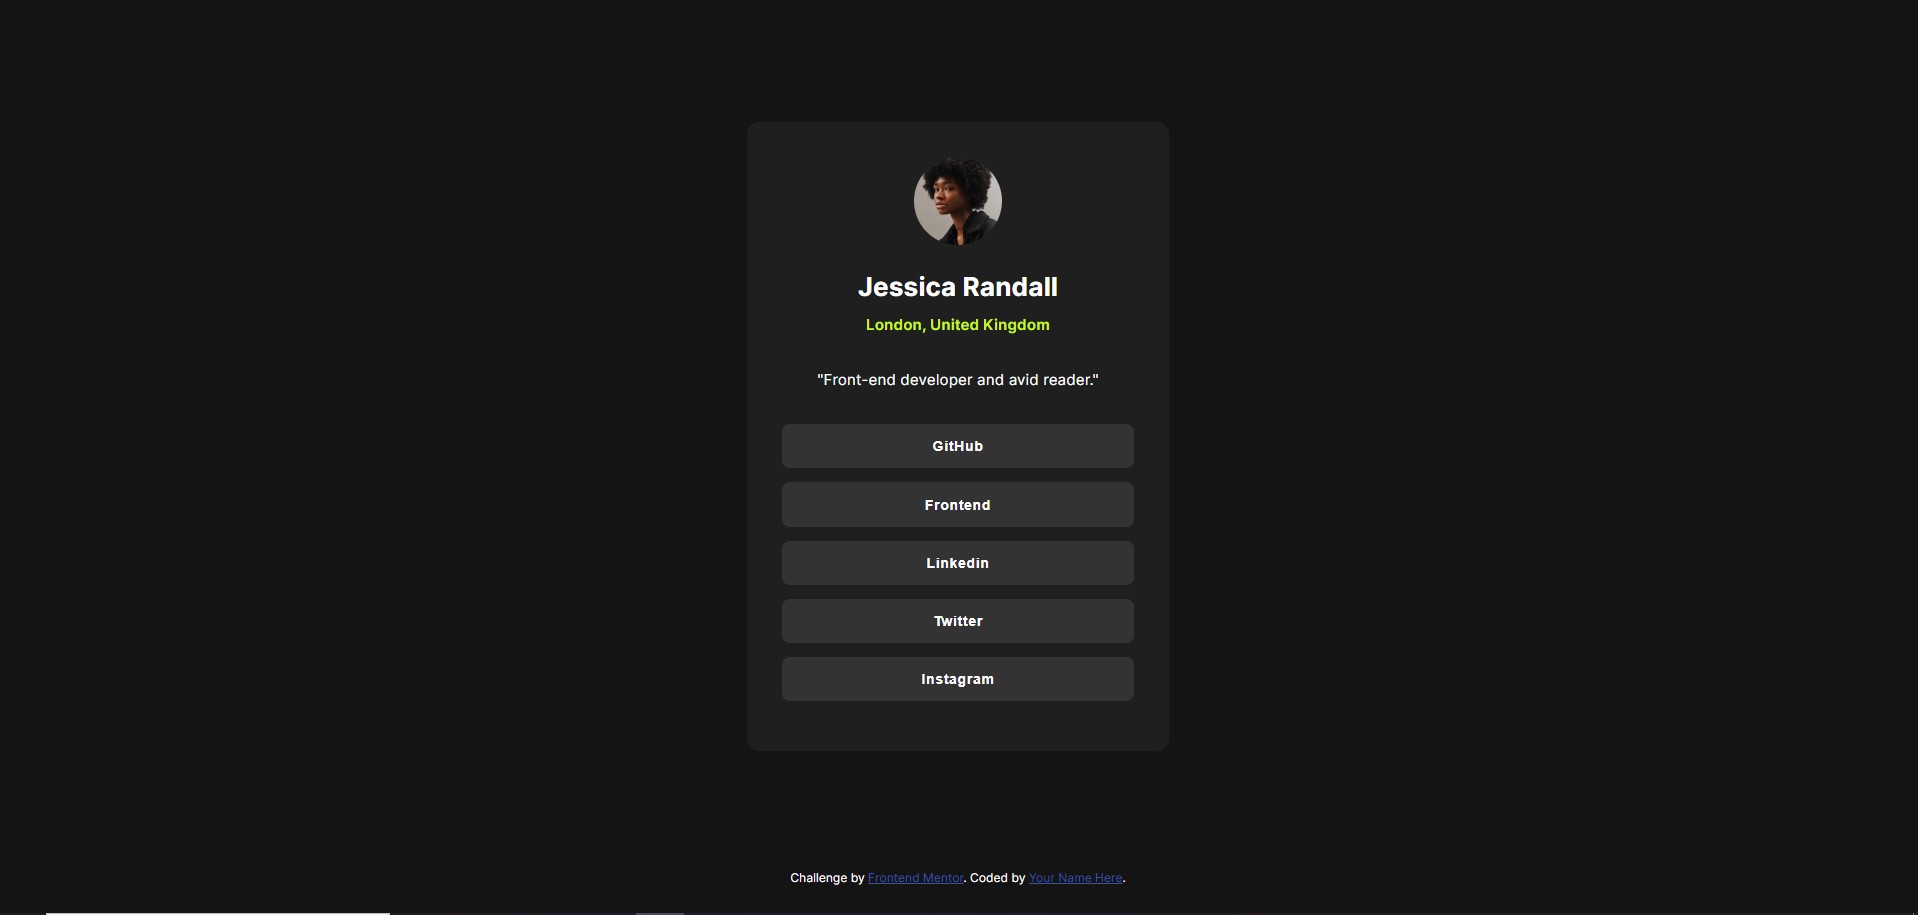 Jessica Randall
London, United Kingdom
"Front-end developer and avid reader."
GitHub
Frontend
Linkedin
Twitter
Instagram
Challenge by Frontend Mentor. Coded by Your Name Here.